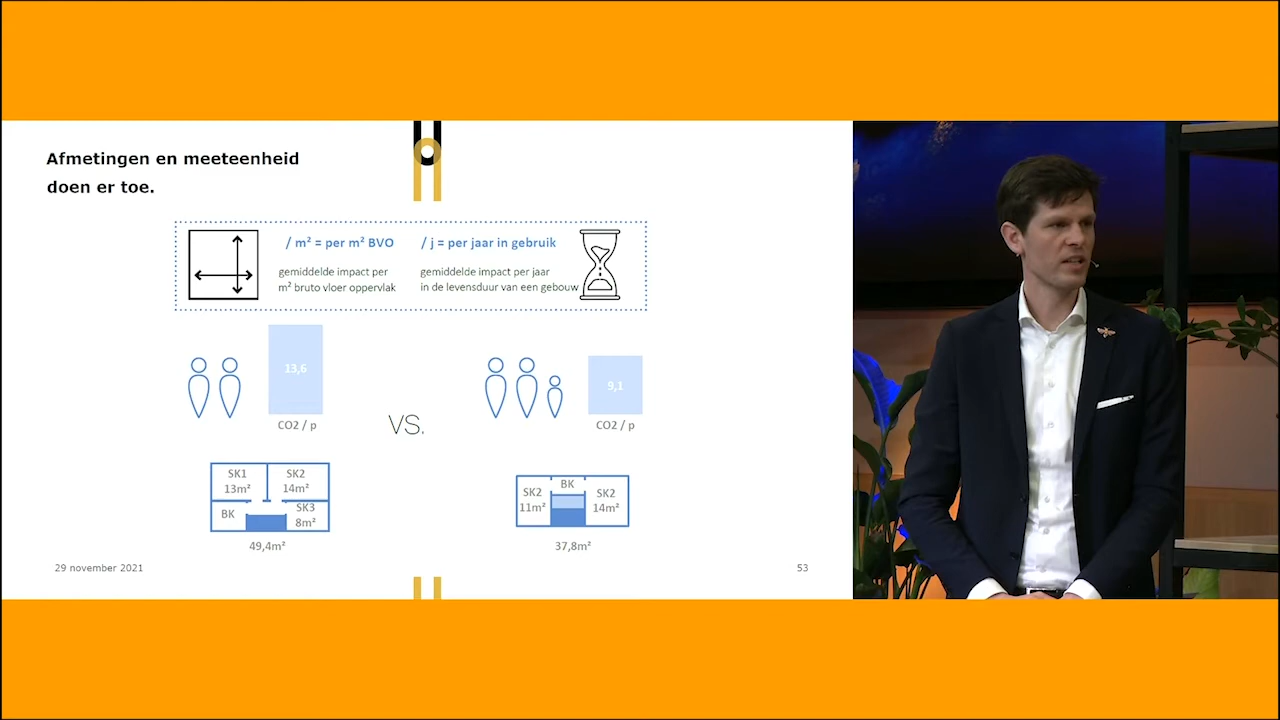 Afmetingen en meeteenheid
doen er toe.
/ m² = per m² BVO
gemiddelde impact per
m² bruto vloer oppervlak
/ j = per jaar in gebruik
gemiddelde impact per jaar
in de levensduur van een gebouw
13,6
CO2 / p
VS.
9,1
CO2 / p
SK1
13m²
SK2
14m²
BK
SK3
8m²
49,4m²
SK2
11m²
BK
SK2
14m²
37,8m²
29 november 2021
53